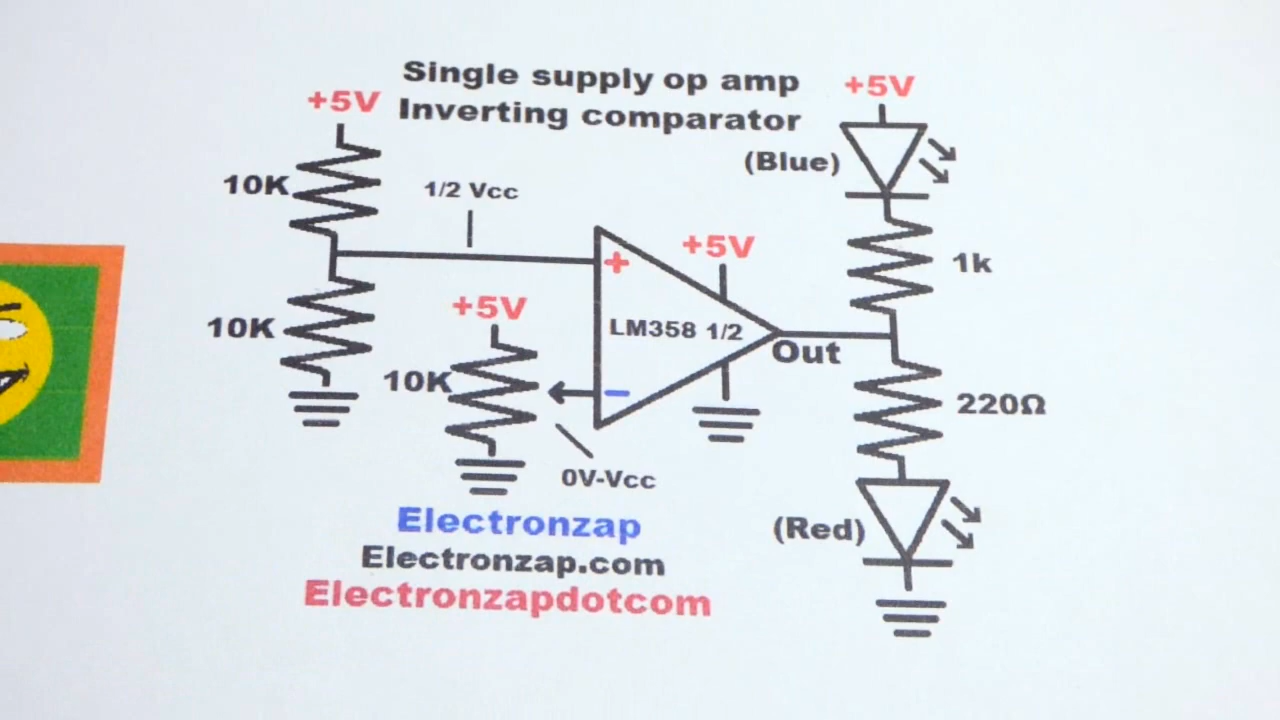 Single supply op amp
Inverting comparator
+5V
+5V
(Blue)
10K
1/2 Vcc
+
+5V
1k
10K
+5V
LM358 1/2
Out
10K
−
220Ω
0V-Vcc
(Red)
Electronzap
Electronzap.com
Electronzapdotcom